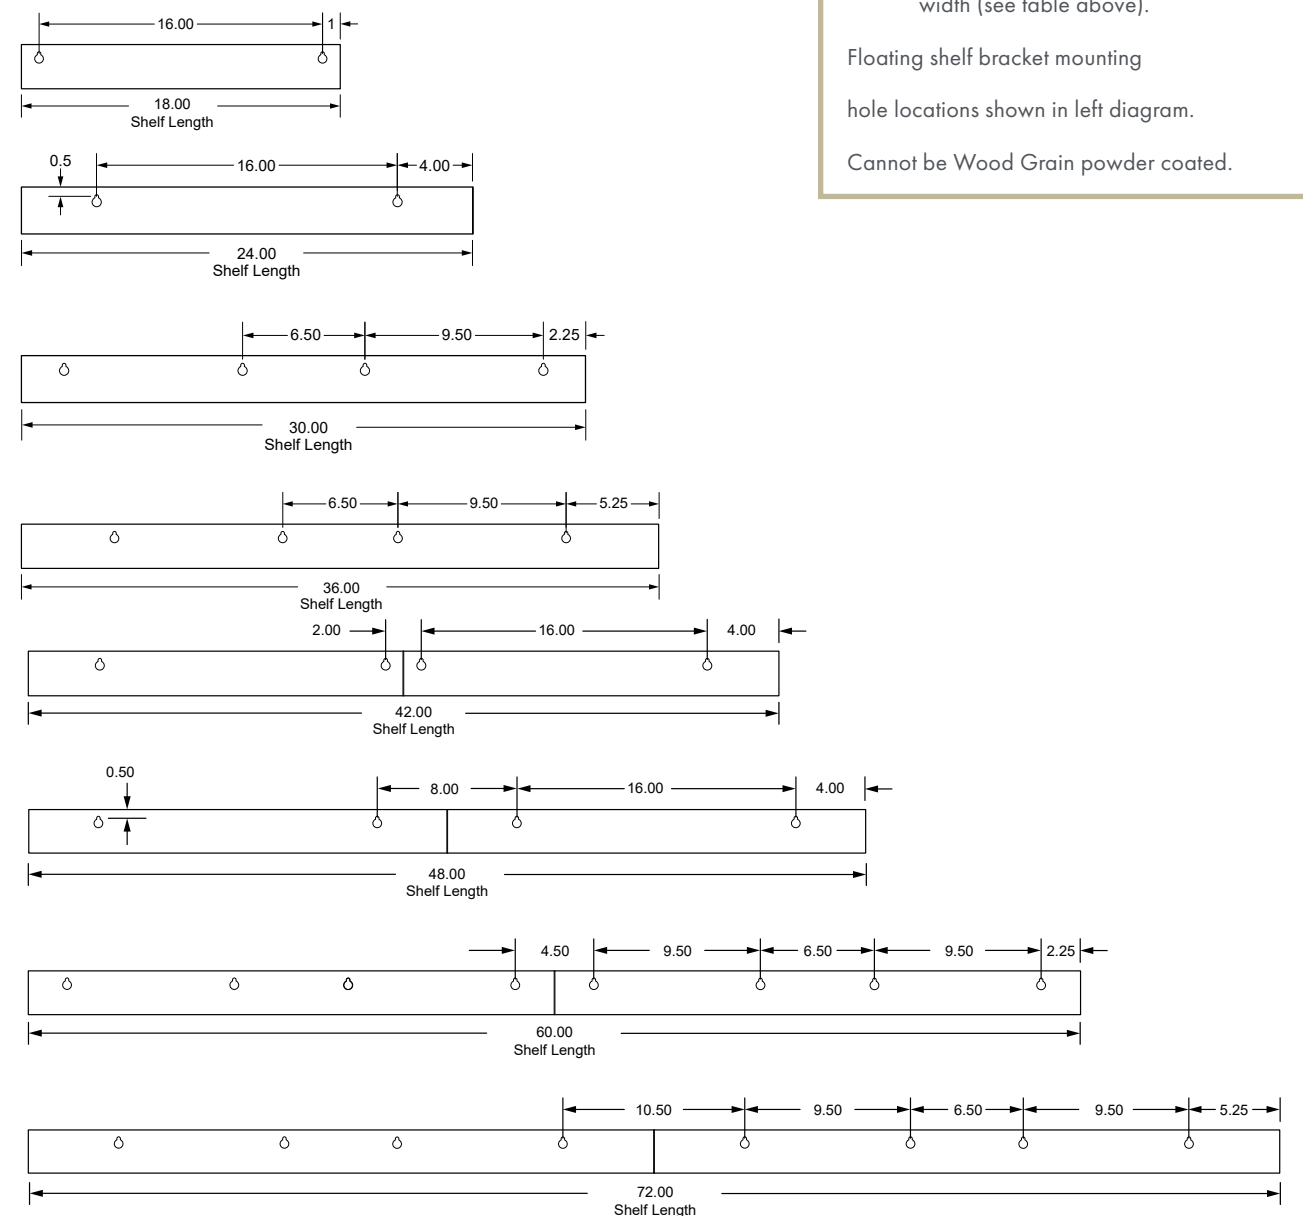 width (see table above).
Floating shelf bracket mounting
hole locations shown in left diagram.
Cannot be Wood Grain powder coated.
16.00 1
18.00
Shelf Length
0.5 16.00 4.00
24.00
Shelf Length
6.50 9.50 2.25
30.00
Shelf Length
6.50 9.50 5.25
36.00
Shelf Length
2.00 16.00 4.00
42.00
Shelf Length
0.50 8.00 16.00 4.00
48.00
Shelf Length
4.50 9.50 6.50 9.50 2.25
60.00
Shelf Length
10.50 9.50 6.50 9.50 5.25
72.00
Shelf Length